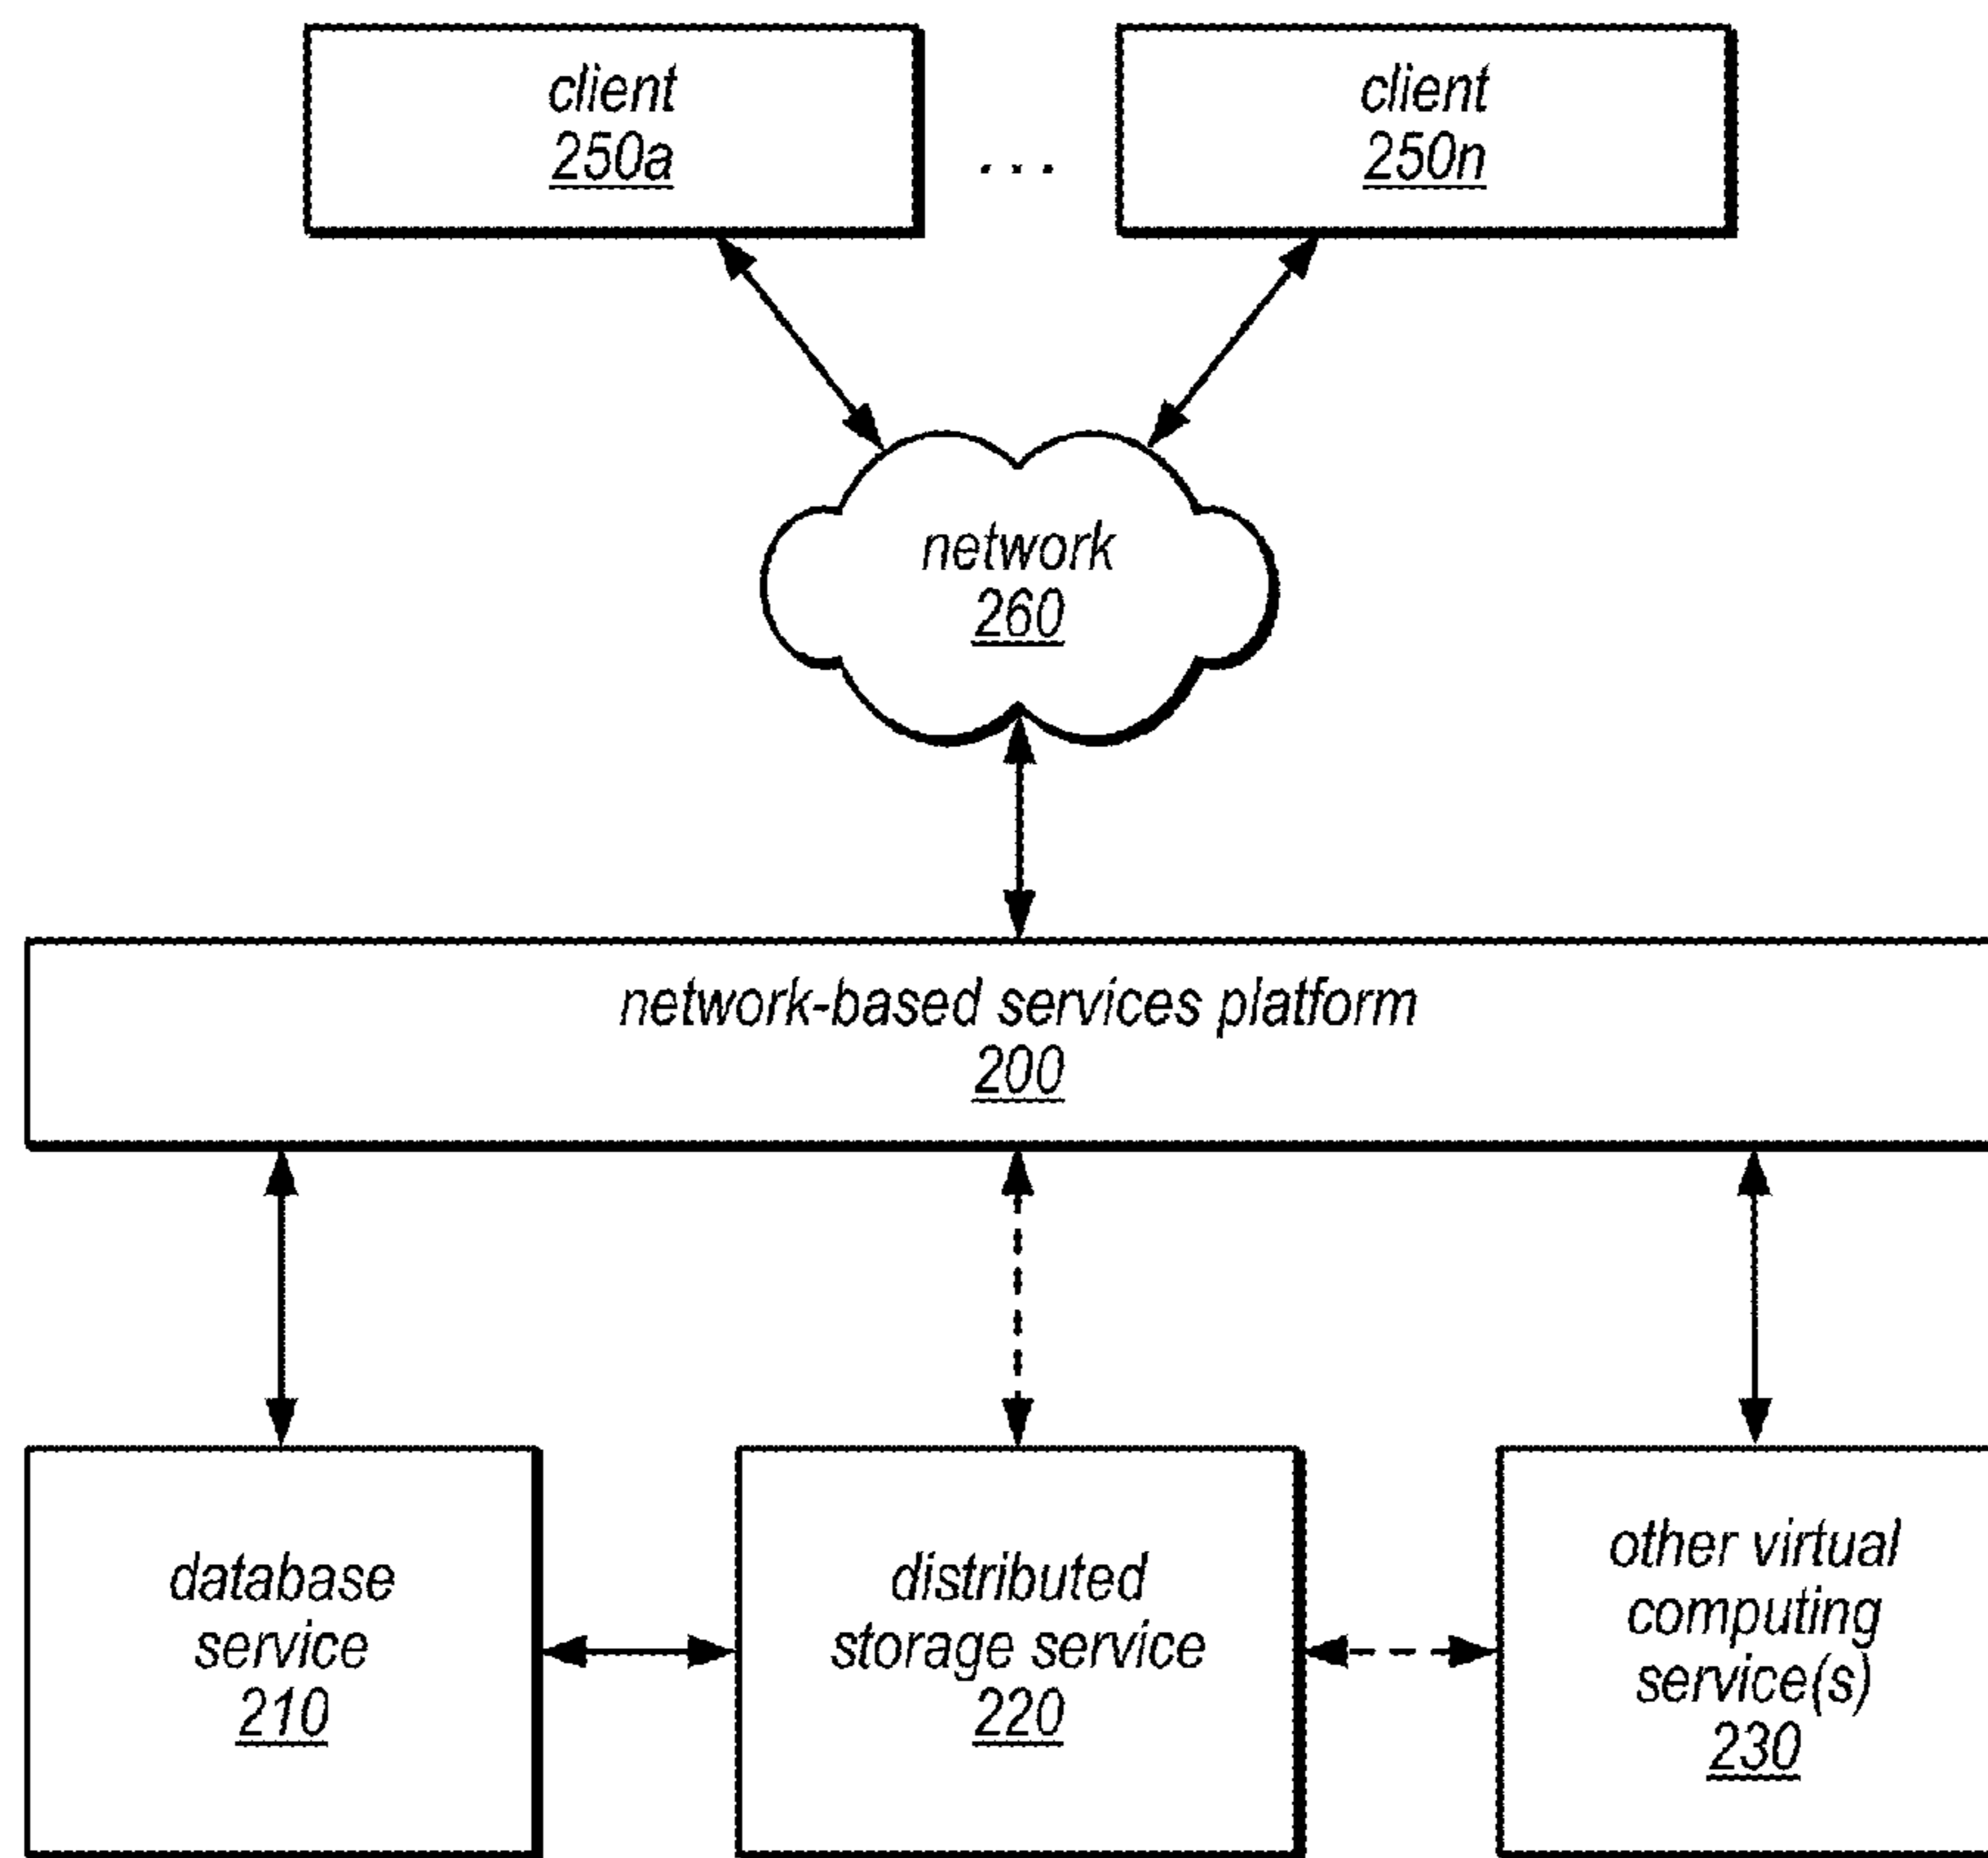 client
250a
...
client
250n
network
260
network-based services platform
200
database
service
210
distributed
storage service
220
other virtual
computing
service(s)
230